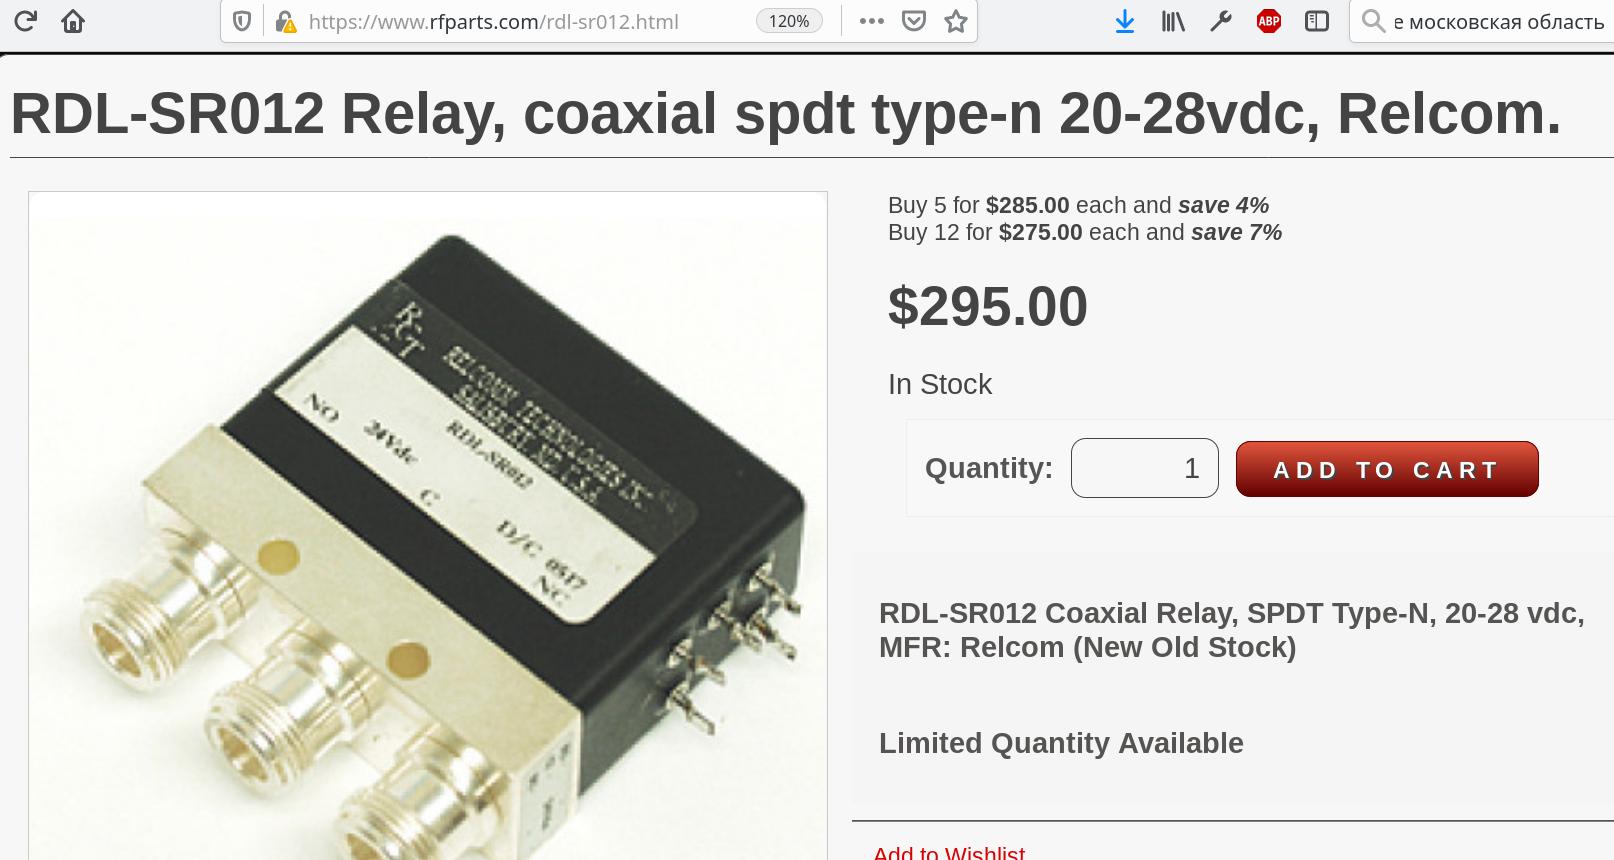 https://www.rfparts.com/rdl-sr012.html
120%
ABP
е московская область
RDL-SR012 Relay, coaxial spdt type-n 20-28vdc, Relcom.
Buy 5 for $285.00 each and save 4%
Buy 12 for $275.00 each and save 7%
$295.00
In Stock
Quantity: 1 ADD TO CART
RDL-SR012 Coaxial Relay, SPDT Type-N, 20-28 vdc,
MFR: Relcom (New Old Stock)
Limited Quantity Available
Add to Wishlist
RCT
RELCOMM TECHNOLOGIES
RDL-SR012
NO 24Vdc C D/C 0517
NC